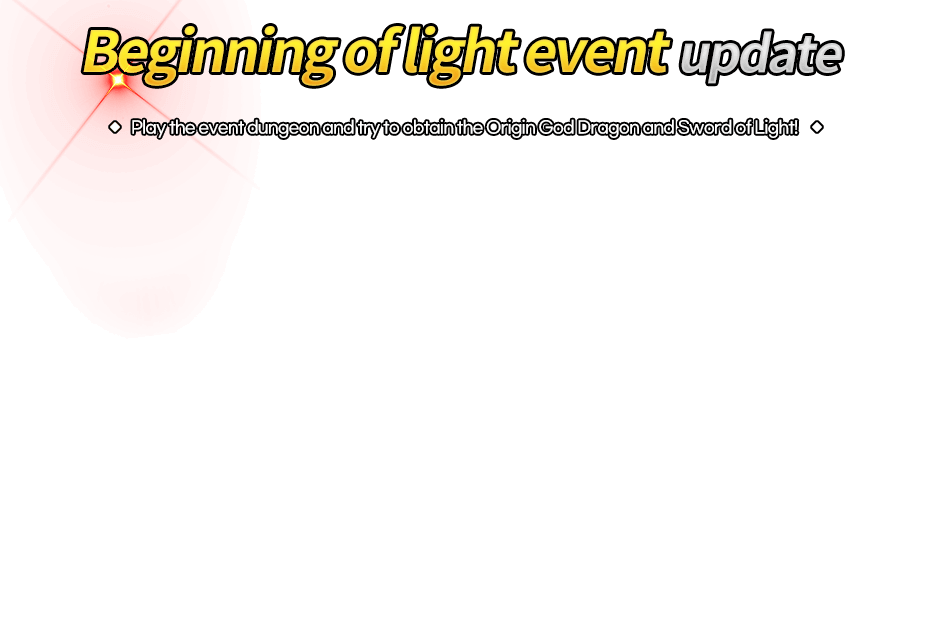 Beginning of light event update
Play the event dungeon and try to obtain the Origin God Dragon and Sword of Light!